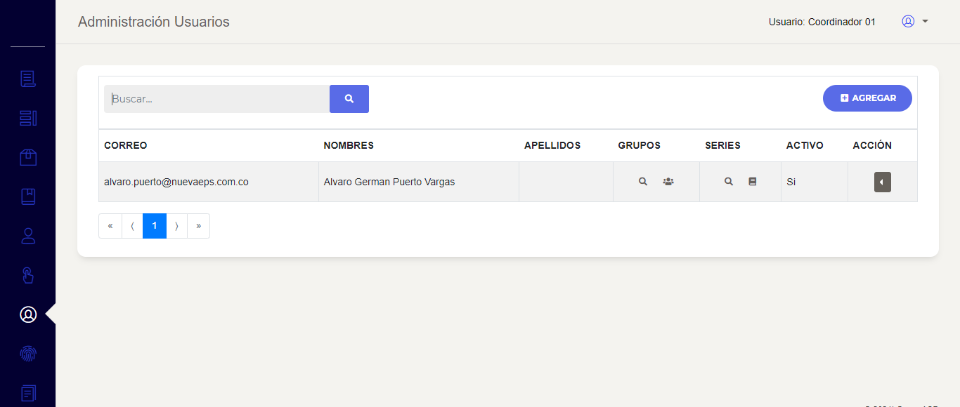 Administración Usuarios
Usuario: Coordinador 01
Buscar...
AGREGAR
CORREO NOMBRES APELLIDOS GRUPOS SERIES ACTIVO ACCIÓN
alvaro.puerto@nuevaeps.com.co Alvaro German Puerto Vargas Si
« ⟨ 1 ⟩ »